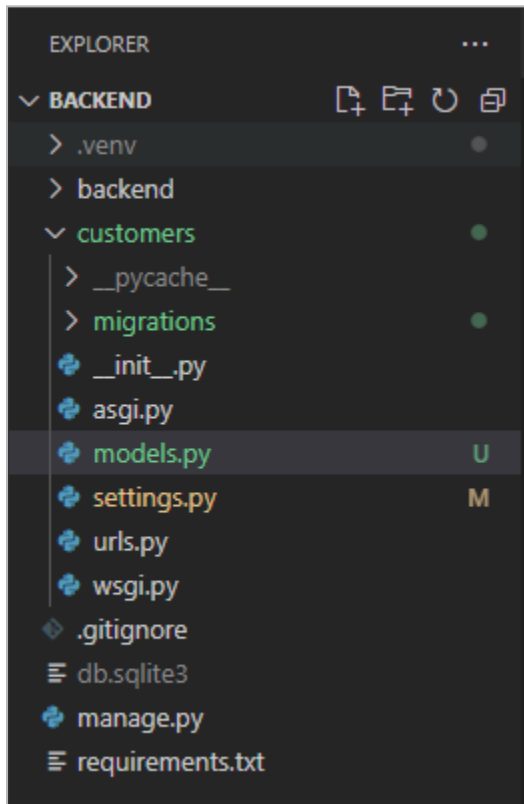 EXPLORER ...
BACKEND
.venv
backend
customers
__pycache__
migrations
__init__.py
asgi.py
models.py U
settings.py M
urls.py
wsgi.py
.gitignore
db.sqlite3
manage.py
requirements.txt